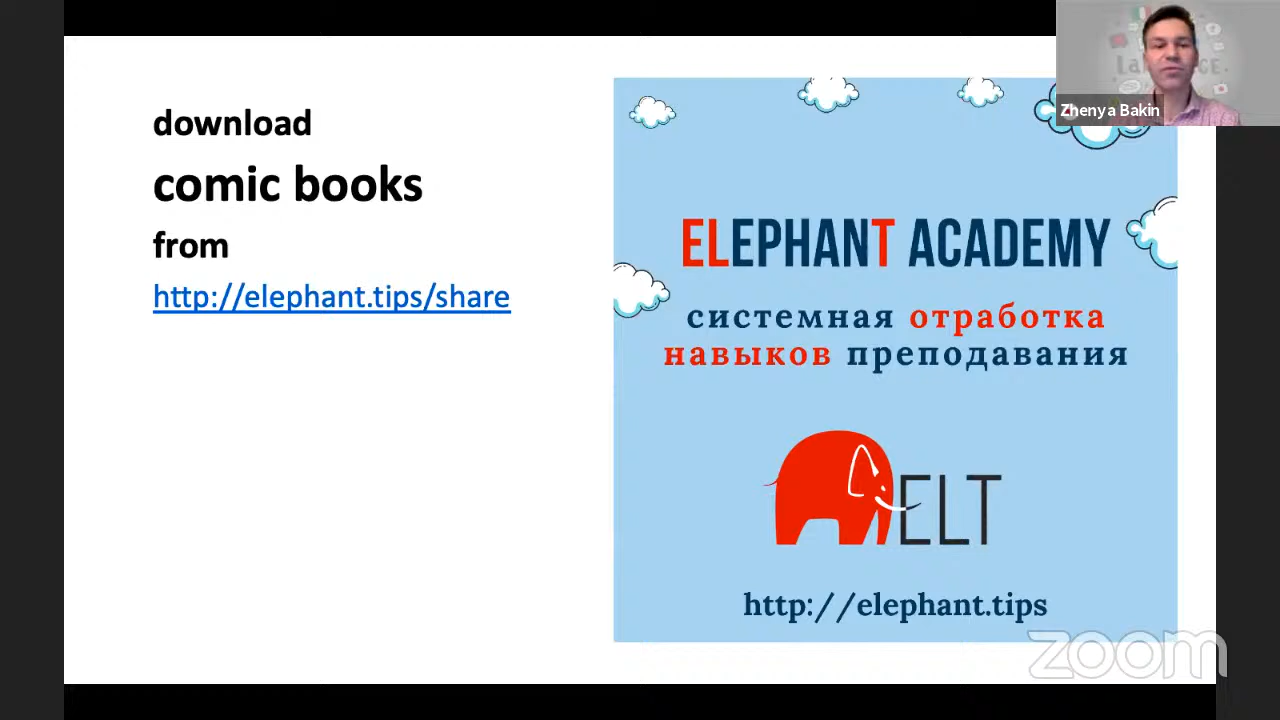 download
comic books
from
http://elephant.tips/share
ELEPHANT ACADEMY
системная отработка
навыков преподавания
ELT
http://elephant.tips
Zhenya Bakin
zoom